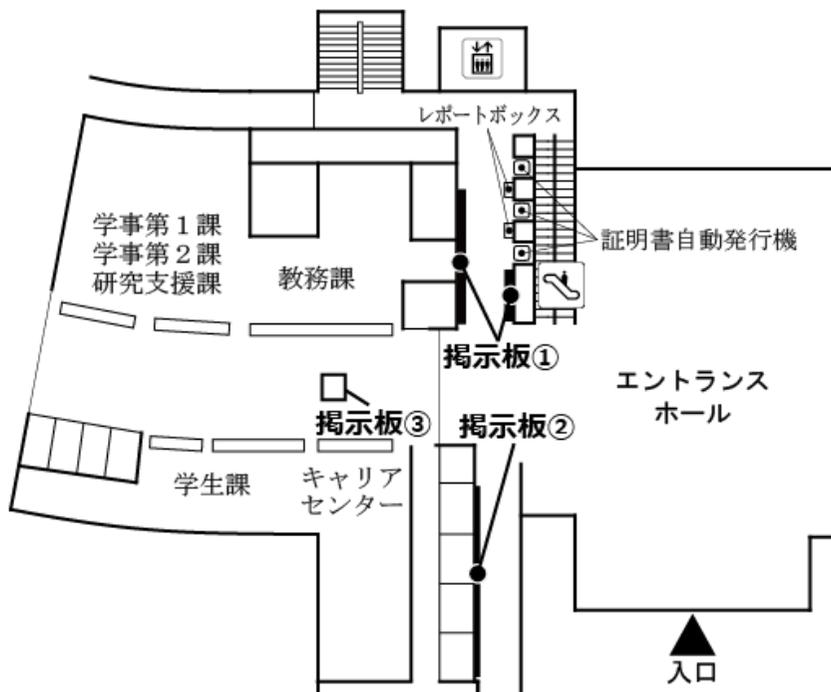 レポートボックス
学事第１課
学事第２課
研究支援課
教務課
証明書自動発行機
掲示板①
エントランス
ホール
掲示板③
掲示板②
学生課
キャリア
センター
入口